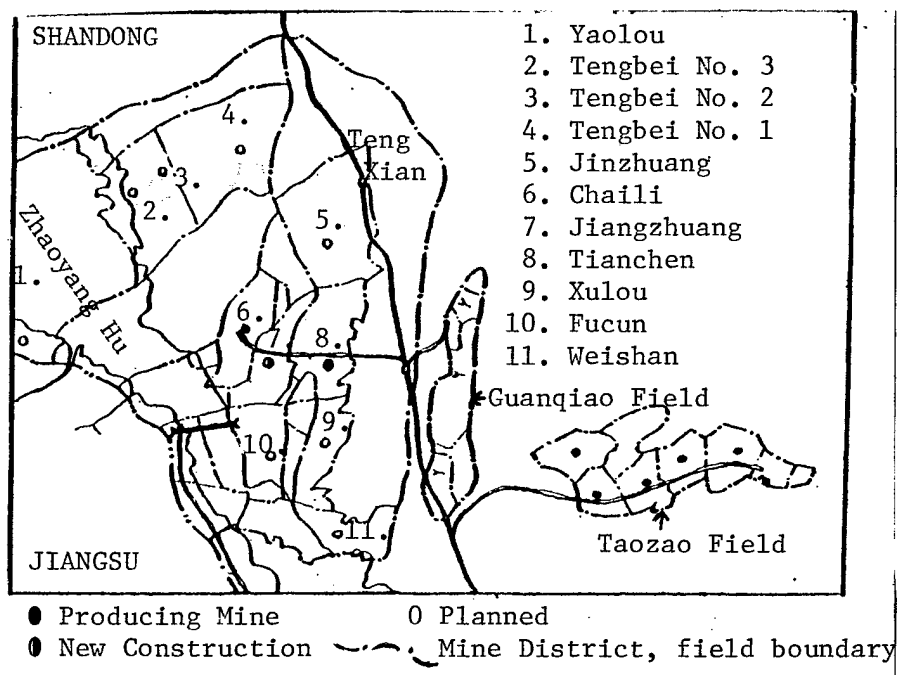 SHANDONG
1. Yaolou
2. Tengbei No. 3
3. Tengbei No. 2
4. Tengbei No. 1
5. Jinzhuang
6. Chaili
7. Jiangzhuang
8. Tianchen
9. Xulou
10. Fucun
11. Weishan
4.
Teng
Xian
3.
2.
5.
Zhaoyang Hu
1.
6.
8.
Guanqiao Field
9.
10.
11.
Taozao Field
JIANGSU
Producing Mine
O Planned
New Construction
Mine District, field boundary